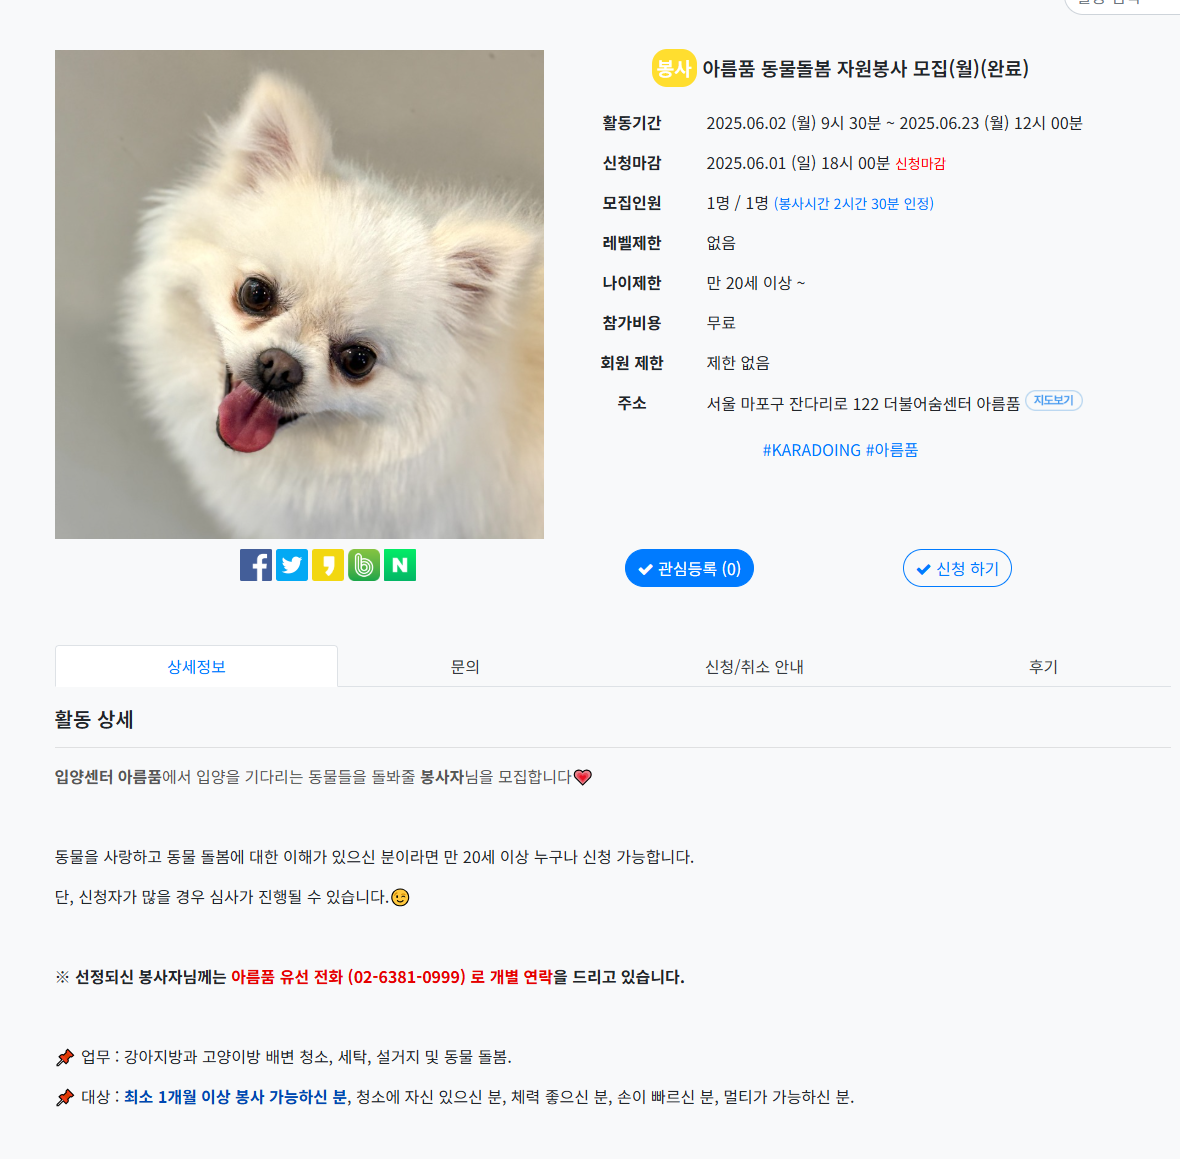 봉사 아름품 동물돌봄 자원봉사 모집(월)(완료)
활동기간 2025.06.02 (월) 9시 30분 ~ 2025.06.23 (월) 12시 00분
신청마감 2025.06.01 (일) 18시 00분 신청마감
모집인원 1명 / 1명 (봉사시간 2시간 30분 인정)
레벨제한 없음
나이제한 만 20세 이상 ~
참가비용 무료
회원 제한 제한 없음
주소 서울 마포구 잔다리로 122 더불어숨센터 아름품 지도보기
#KARADOING #아름품
관심등록 (0) 신청 하기
상세정보 문의 신청/취소 안내 후기
활동 상세
입양센터 아름품에서 입양을 기다리는 동물들을 돌봐줄 봉사자님을 모집합니다💗
동물을 사랑하고 동물 돌봄에 대한 이해가 있으신 분이라면 만 20세 이상 누구나 신청 가능합니다.
단, 신청자가 많을 경우 심사가 진행될 수 있습니다.😉
※ 선정되신 봉사자님께는 아름품 유선 전화 (02-6381-0999) 로 개별 연락을 드리고 있습니다.
📌 업무 : 강아지방과 고양이방 배변 청소, 세탁, 설거지 및 동물 돌봄.
📌 대상 : 최소 1개월 이상 봉사 가능하신 분, 청소에 자신 있으신 분, 체력 좋으신 분, 손이 빠르신 분, 멀티가 가능하신 분.